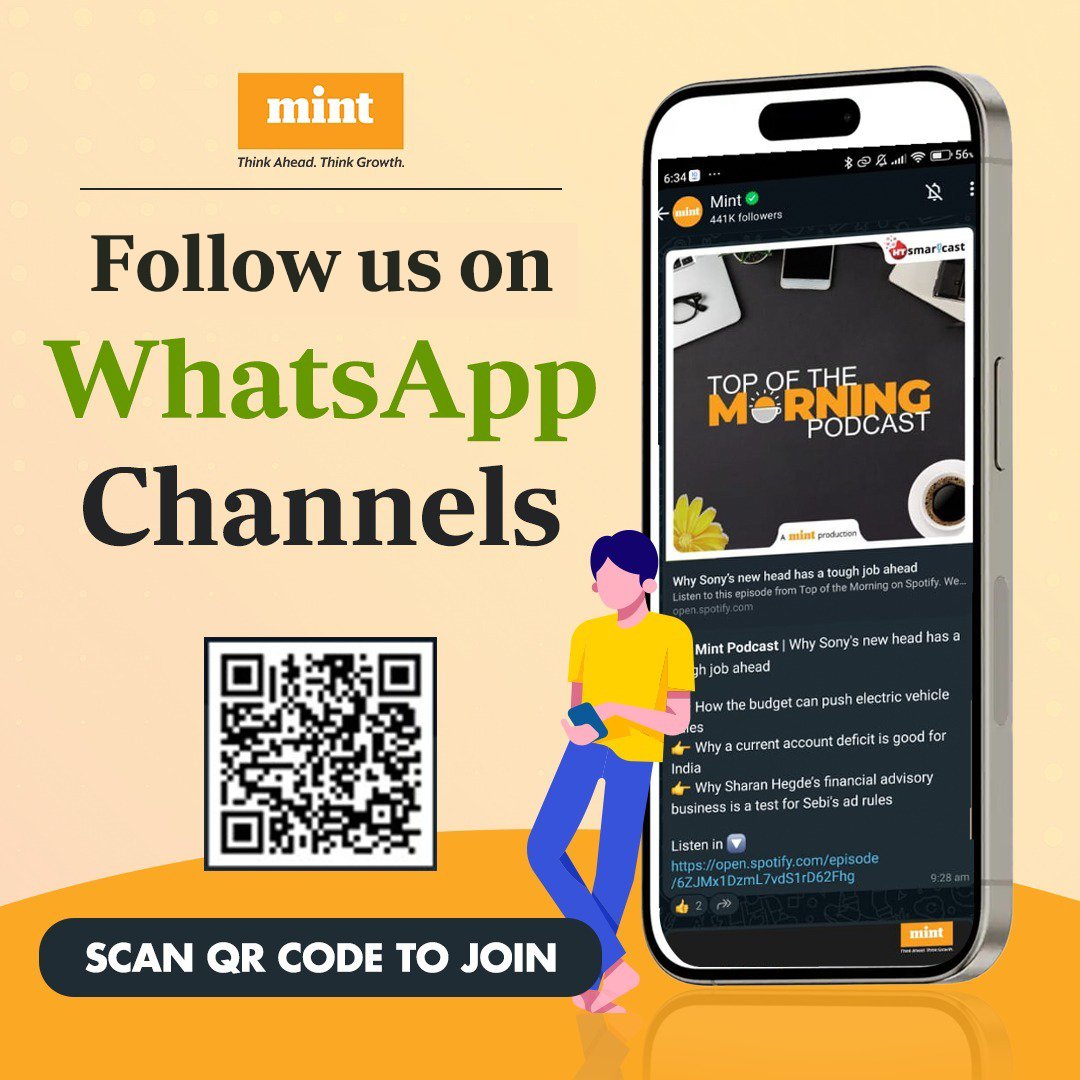 mint
Think Ahead. Think Growth.
Follow us on
WhatsApp
Channels
SCAN QR CODE TO JOIN
6:34
56
Mint
441K followers
HTsmartcast
TOP OF THE
MORNING
PODCAST
A mint production
Why Sony's new head has a tough job ahead
Listen to this episode from Top of the Morning on Spotify. We...
open.spotify.com
Mint Podcast | Why Sony's new head has a
job ahead
How the budget can push electric vehicle
👉 Why a current account deficit is good for
India
👉 Why Sharan Hegde's financial advisory
business is a test for Sebi's ad rules
Listen in 🔽
https://open.spotify.com/episode
/6ZJMx1DzmL7vdS1rD62Fhg
9:28 am
👍 2
mint
Think Ahead. Think Growth.